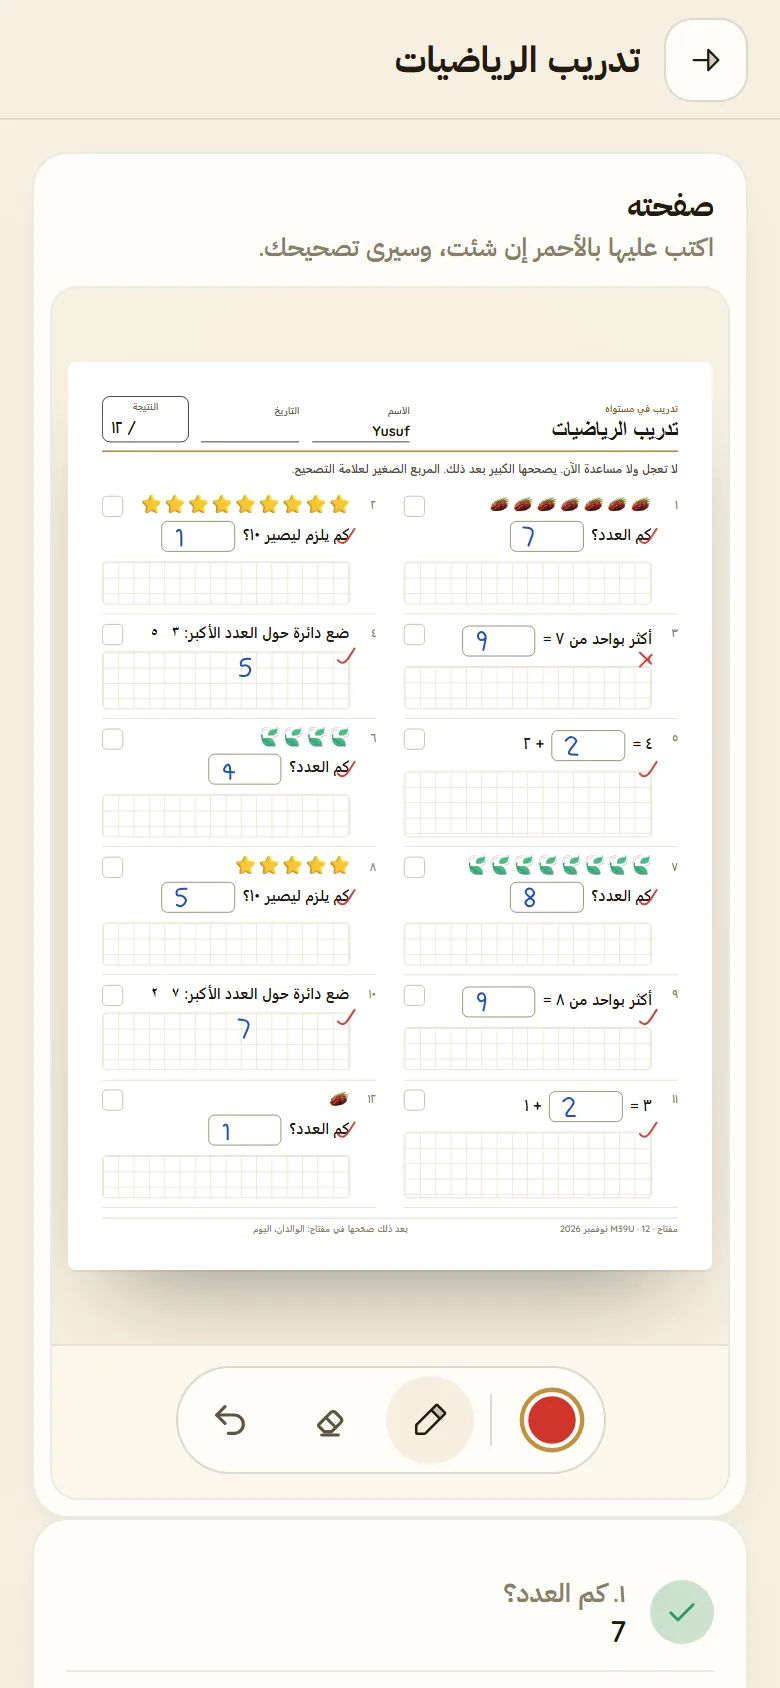 تدريب الرياضيات
صفحته
اكتب عليها بالأحمر إن شئت، وسيرى تصحيحك.
تدريب في مستواه
تدريب الرياضيات
الاسم
Yusuf
التاريخ
النتيجة
/ ١٢
لا تعجل ولا مساعدة الآن. يصححها الكبير بعد ذلك. المربع الصغير لعلامة التصحيح.
١
كم العدد؟ 7
٢
كم يلزم ليصير ١٠؟ 1
٣ أكثر بواحد من ٧ = 9
٤ ضع دائرة حول العدد الأكبر: ٣ ٥
5
٥ ٤ = 2 + ٢
٦
كم العدد؟ 4
٧
كم العدد؟ 8
٨
كم يلزم ليصير ١٠؟ 5
٩ أكثر بواحد من ٨ = 9
١٠ ضع دائرة حول العدد الأكبر: ٧ ٢
7
١١ ٣ = 2 + ١
١٢
كم العدد؟ 1
مفتاح · M39U · 12 نوفمبر 2026
بعد ذلك صححها في مفتاح: الوالدان، اليوم
١. كم العدد؟
7